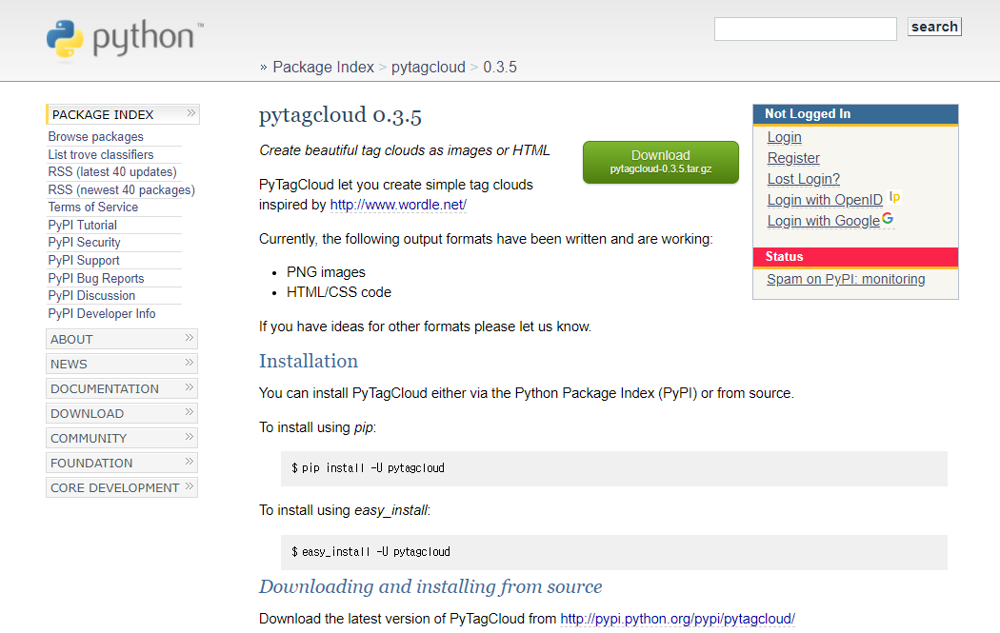 python™
search
» Package Index > pytagcloud > 0.3.5
PACKAGE INDEX »
Browse packages
List trove classifiers
RSS (latest 40 updates)
RSS (newest 40 packages)
Terms of Service
PyPI Tutorial
PyPI Security
PyPI Support
PyPI Bug Reports
PyPI Discussion
PyPI Developer Info
ABOUT »
NEWS »
DOCUMENTATION »
DOWNLOAD »
COMMUNITY »
FOUNDATION »
CORE DEVELOPMENT »
pytagcloud 0.3.5
Create beautiful tag clouds as images or HTML
Download
pytagcloud-0.3.5.tar.gz
PyTagCloud let you create simple tag clouds
inspired by http://www.wordle.net/
Currently, the following output formats have been written and are working:
• PNG images
• HTML/CSS code
If you have ideas for other formats please let us know.
Installation
You can install PyTagCloud either via the Python Package Index (PyPI) or from source.
To install using pip:
$ pip install -U pytagcloud
To install using easy_install:
$ easy_install -U pytagcloud
Downloading and installing from source
Download the latest version of PyTagCloud from http://pypi.python.org/pypi/pytagcloud/
Not Logged In
Login
Register
Lost Login?
Login with OpenID lp
Login with Google G
Status
Spam on PyPI: monitoring